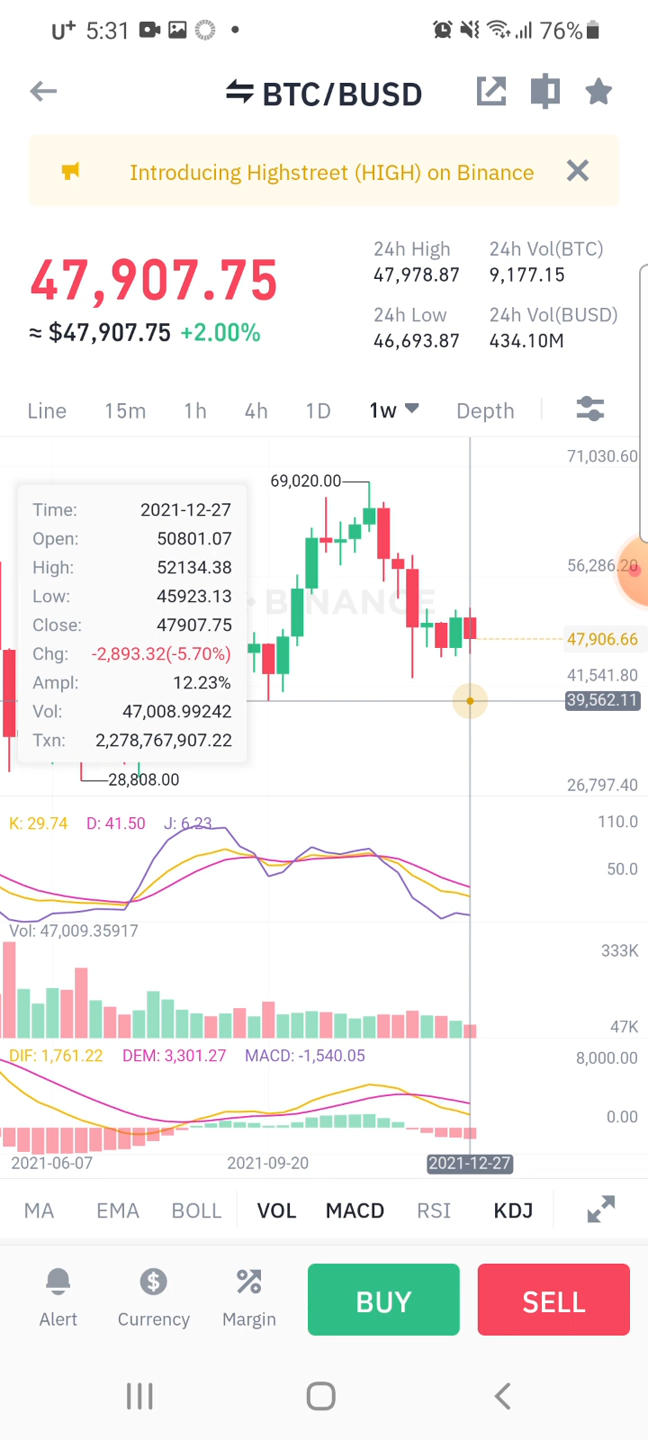 U+ 5:31 76%
BTC/BUSD
Introducing Highstreet (HIGH) on Binance
47,907.75
≈ $47,907.75 +2.00%
24h High 24h Vol(BTC)
47,978.87 9,177.15
24h Low 24h Vol(BUSD)
46,693.87 434.10M
Line 15m 1h 4h 1D 1w Depth
71,030.60
69,020.00
Time: 2021-12-27
Open: 50801.07
High: 52134.38
56,286.20
Low: 45923.13
BINANCE
Close: 47907.75
47,906.66
Chg: -2,893.32(-5.70%)
41,541.80
Ampl: 12.23%
39,562.11
Vol: 47,008.99242
Txn: 2,278,767,907.22
28,808.00
26,797.40
K: 29.74 D: 41.50 J: 6.23
110.0
50.0
Vol: 47,009.35917
333K
47K
DIF: 1,761.22 DEM: 3,301.27 MACD: -1,540.05
8,000.00
0.00
2021-06-07 2021-09-20 2021-12-27
MA EMA BOLL VOL MACD RSI KDJ
Alert Currency Margin BUY SELL